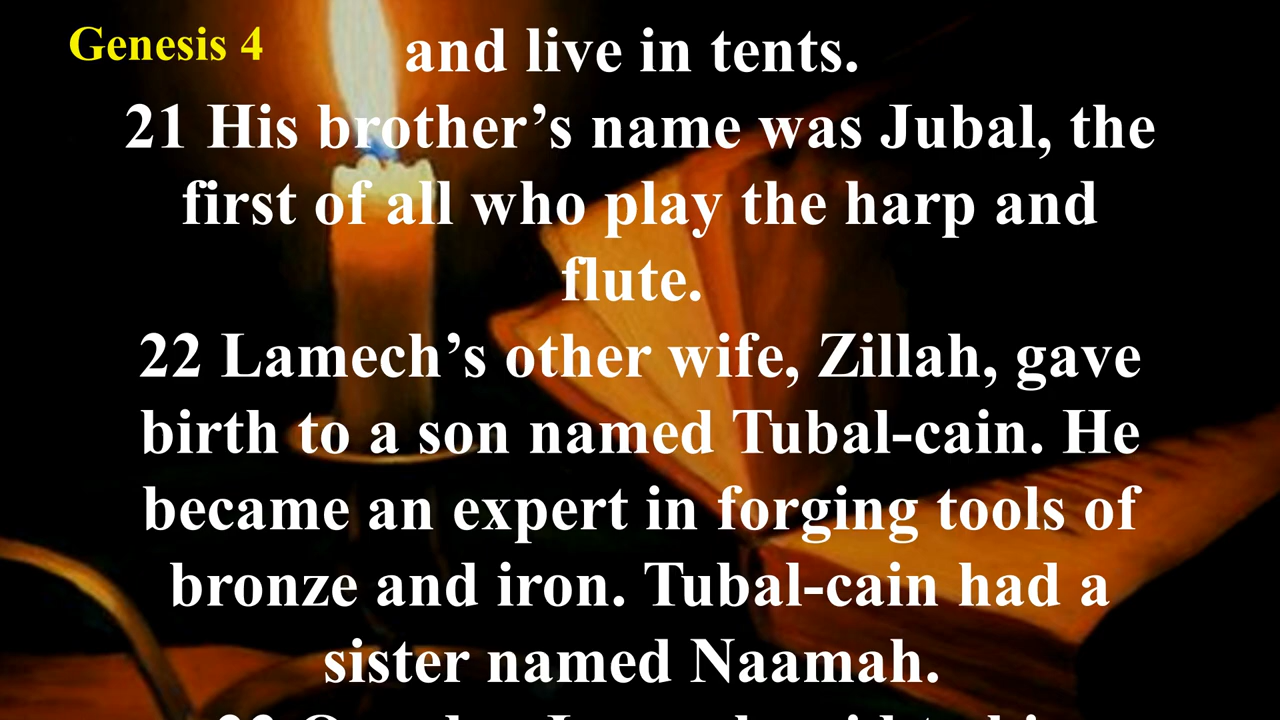 Genesis 4
and live in tents.
21 His brother’s name was Jubal, the
first of all who play the harp and
flute.
22 Lamech’s other wife, Zillah, gave
birth to a son named Tubal-cain. He
became an expert in forging tools of
bronze and iron. Tubal-cain had a
sister named Naamah.